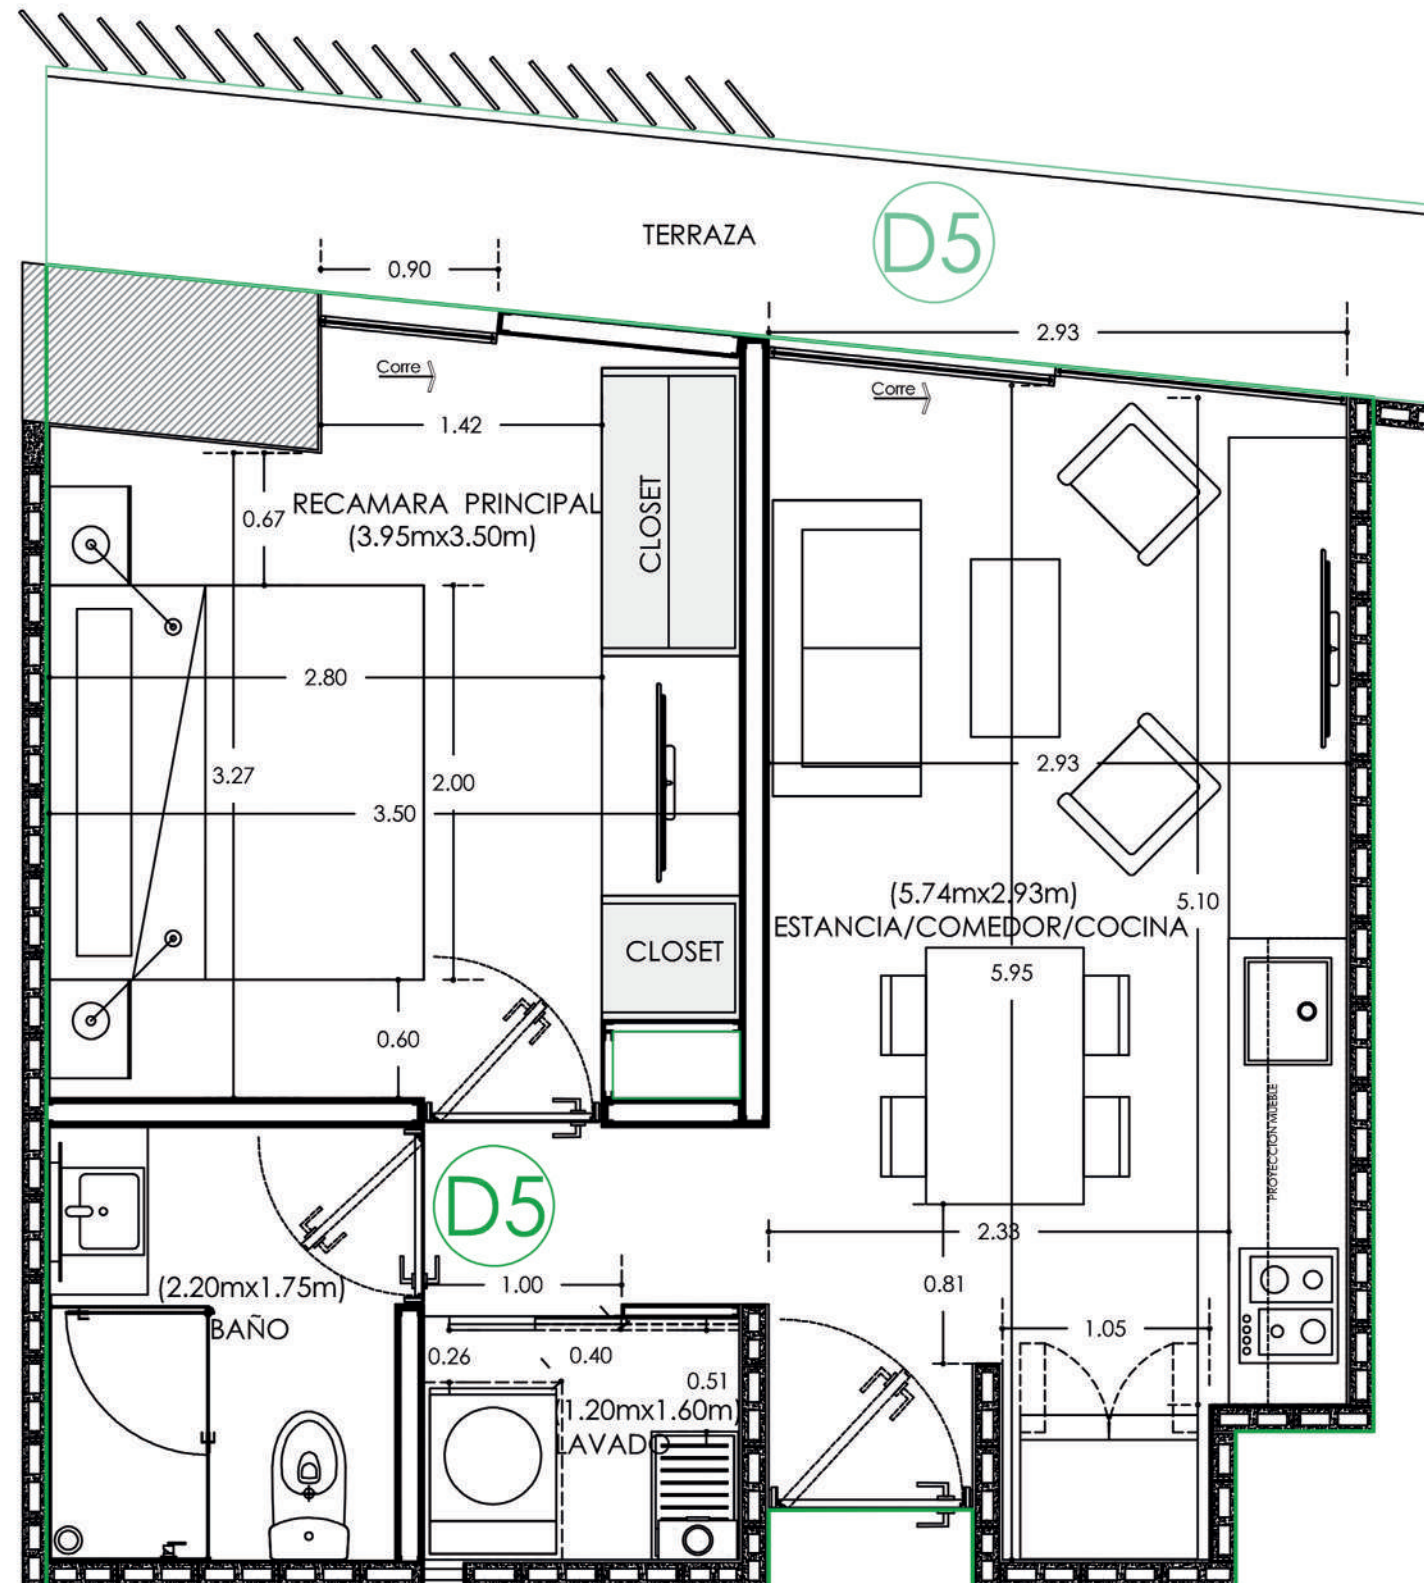 TERRAZA
D5
0.90
2.93
Corre
Corre
1.42
CLOSET
0.67
RECAMARA PRINCIPAL
(3.95mx3.50m)
2.80
2.93
3.27
2.00
3.50
(5.74mx2.93m)
5.10
ESTANCIA/COMEDOR/COCINA
CLOSET
5.95
0.60
PROYECCION MUEBLE
D5
2.33
(2.20mx1.75m)
1.00
0.81
BAÑO
1.05
0.26
0.40
0.51
(1.20mx1.60m)
LAVADO